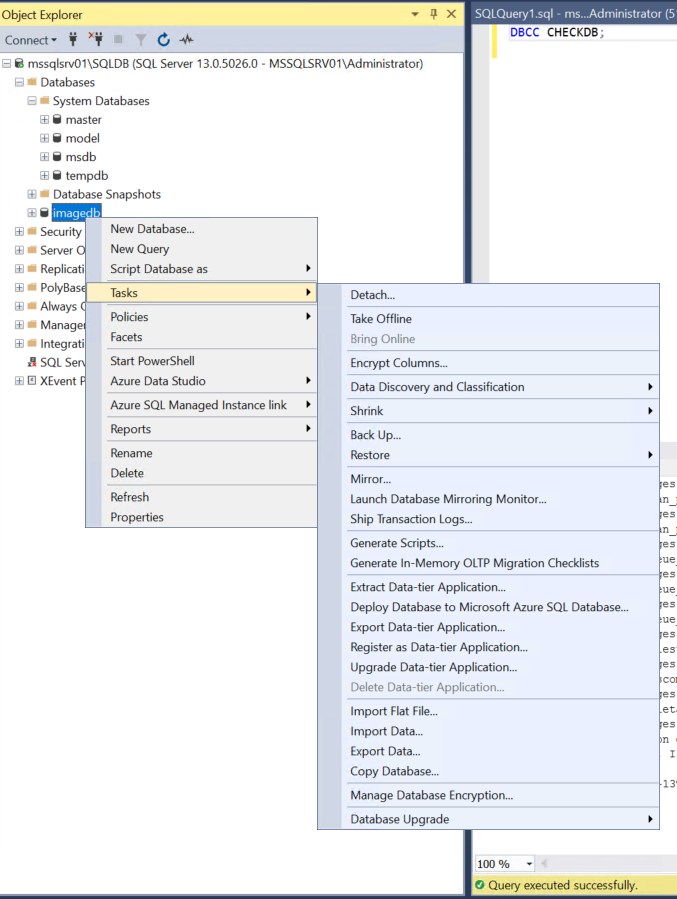 Object Explorer
Connect
mssqlsrv01\SQLDB (SQL Server 13.0.5026.0 - MSSQLSRV01\Administrator)
Databases
System Databases
master
model
msdb
tempdb
Database Snapshots
imagedb
Security
Server O
Replicati
PolyBase
Always O
Manager
Integrati
SQL Serv
XEvent P
New Database...
New Query
Script Database as
Tasks
Policies
Facets
Start PowerShell
Azure Data Studio
Azure SQL Managed Instance link
Reports
Rename
Delete
Refresh
Properties
Detach...
Take Offline
Bring Online
Encrypt Columns...
Data Discovery and Classification
Shrink
Back Up...
Restore
Mirror...
Launch Database Mirroring Monitor...
Ship Transaction Logs...
Generate Scripts...
Generate In-Memory OLTP Migration Checklists
Extract Data-tier Application...
Deploy Database to Microsoft Azure SQL Database...
Export Data-tier Application...
Register as Data-tier Application...
Upgrade Data-tier Application...
Delete Data-tier Application...
Import Flat File...
Import Data...
Export Data...
Copy Database...
Manage Database Encryption...
Database Upgrade
SQLQuery1.sql - ms...Administrator (51
DBCC CHECKDB;
100 %
Query executed successfully.